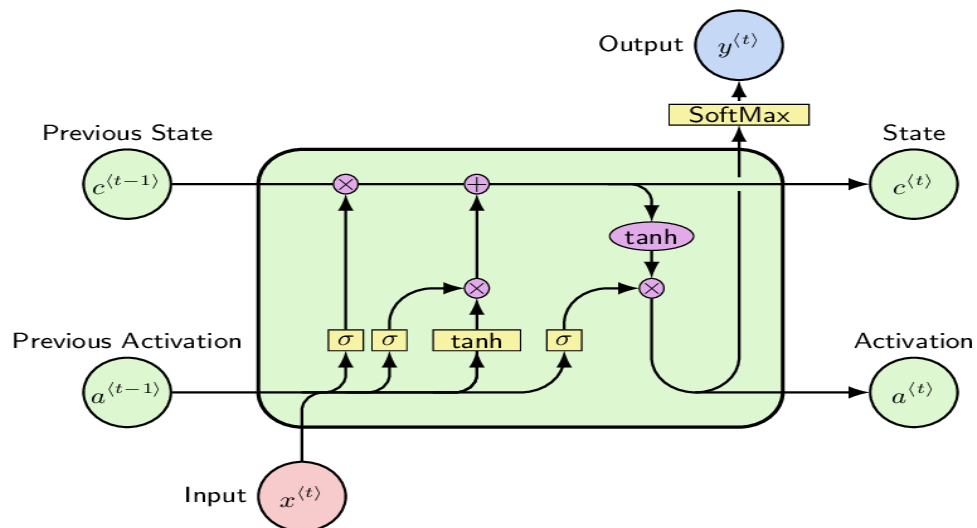 Output
y⟨t⟩
SoftMax
Previous State
State
c⟨t−1⟩
×
+
c⟨t⟩
tanh
×
×
Previous Activation
σ
σ
tanh
σ
Activation
a⟨t−1⟩
a⟨t⟩
Input
x⟨t⟩